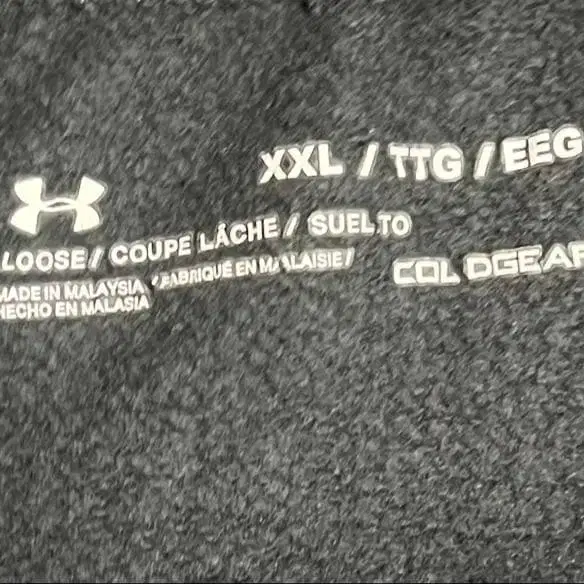 XXL / TTG / EEG
LOOSE / COUPE LÂCHE / SUELTO
MADE IN MALAYSIA / FABRIQUÉ EN MALAISIE /
HECHO EN MALASIA
COLDGEAR